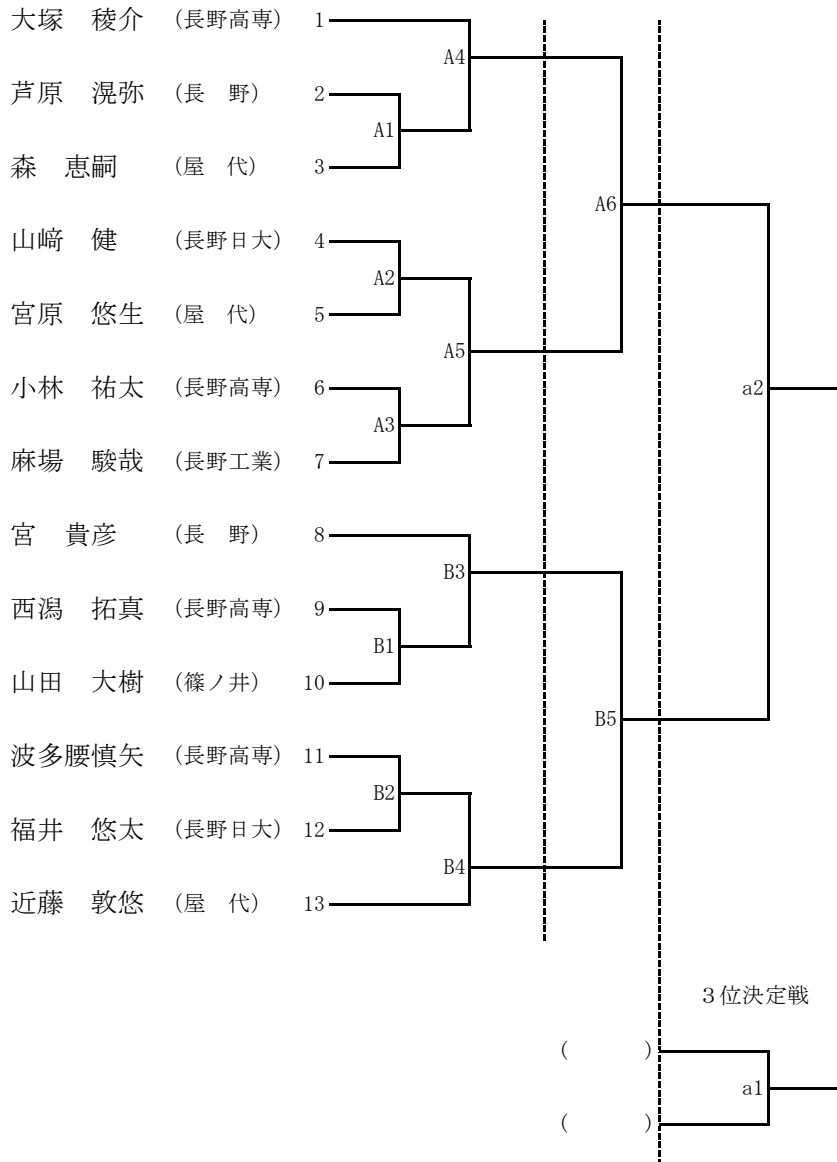 大塚　稜介　（長野高専）　1
A4
芦原　滉弥　（長　野）　2
A1
森　恵嗣　（屋　代）　3
A6
山﨑　健　（長野日大）　4
A2
宮原　悠生　（屋　代）　5
A5
小林　祐太　（長野高専）　6
a2
A3
麻場　駿哉　（長野工業）　7
宮　貴彦　（長　野）　8
B3
西潟　拓真　（長野高専）　9
B1
山田　大樹　（篠ノ井）　10
B5
波多腰慎矢　（長野高専）　11
B2
福井　悠太　（長野日大）　12
B4
近藤　敦悠　（屋　代）　13
３位決定戦
（　　　）
a1
（　　　）